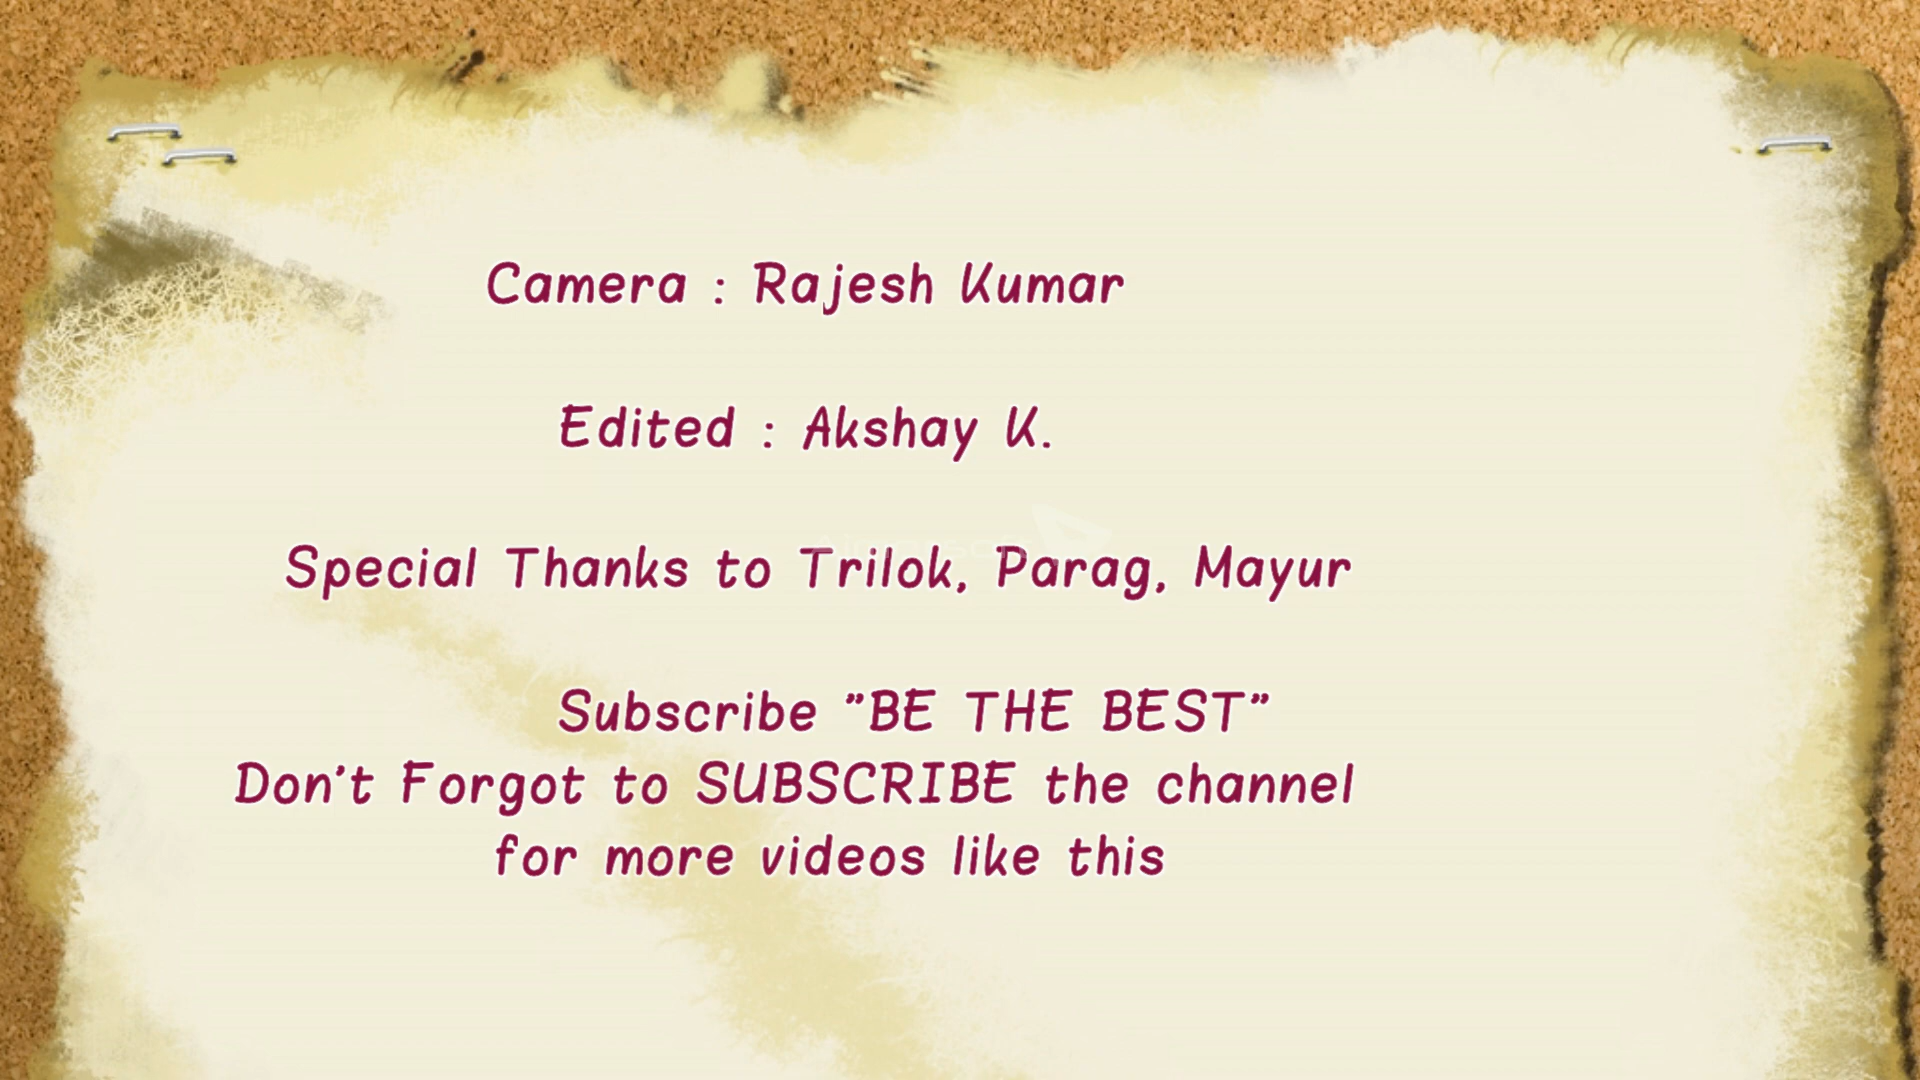 Camera : Rajesh Kumar
Edited : Akshay K.
Special Thanks to Trilok, Parag, Mayur
Subscribe "BE THE BEST"
Don't Forgot to SUBSCRIBE the channel
for more videos like this